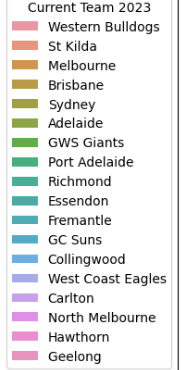 Current Team 2023
Western Bulldogs
St Kilda
Melbourne
Brisbane
Sydney
Adelaide
GWS Giants
Port Adelaide
Richmond
Essendon
Fremantle
GC Suns
Collingwood
West Coast Eagles
Carlton
North Melbourne
Hawthorn
Geelong